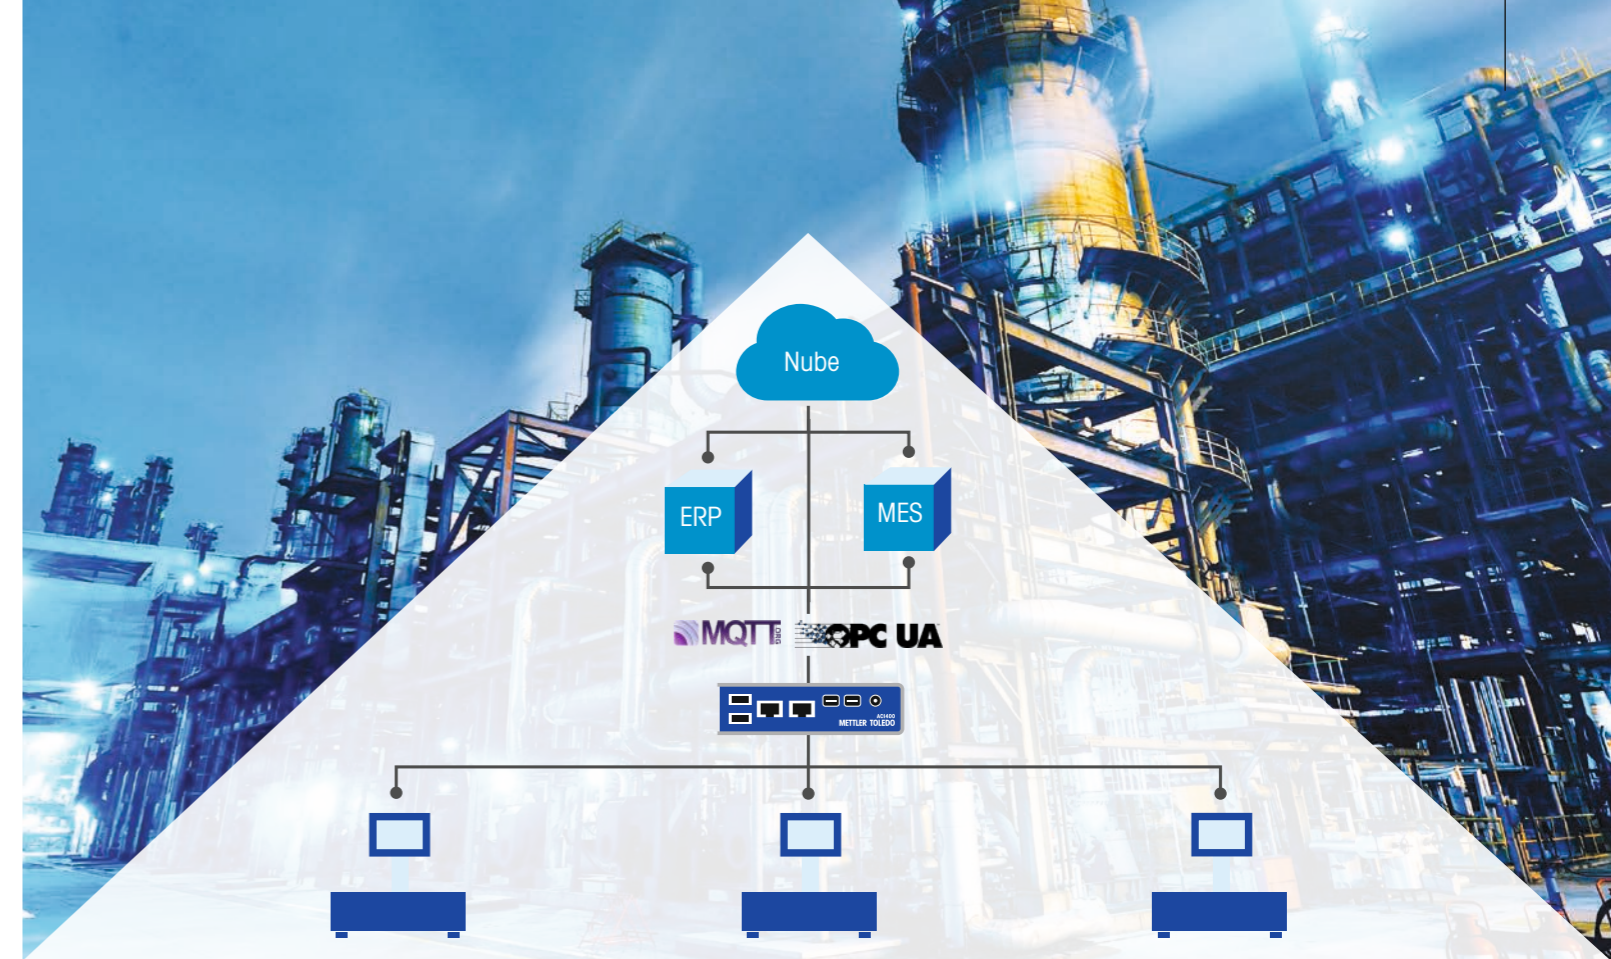 Nube
ERP
MES
MQTT.ORG
OPC UA
ACI400
METTLER TOLEDO